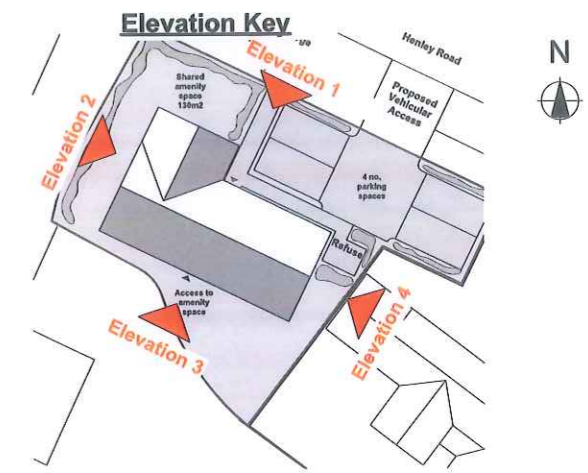 Elevation Key
Henley Road
N
Elevation 1
Shared
amenity
space
130m2
Proposed
Vehicular
Access
Elevation 2
4 no.
parking
spaces
Refuse
Access to
amenity
space
Elevation 3
Elevation 4